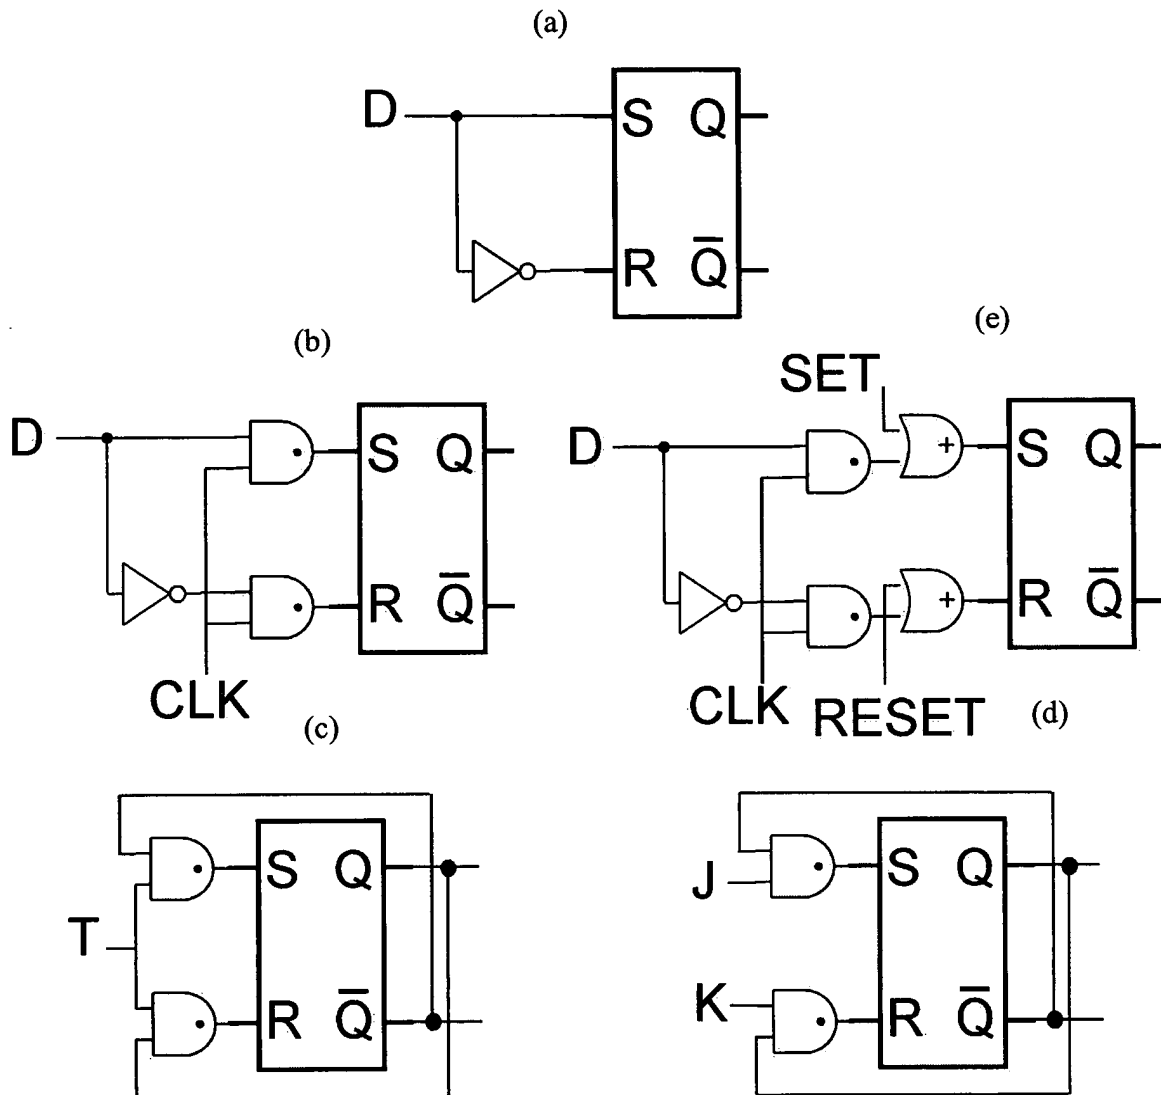 (a)
D
S Q
R Q̅
(b)
D
S Q
R Q̅
CLK
(e)
SET
D
S Q
R Q̅
CLK
RESET
(c)
T
S Q
R Q̅
(d)
J
K
S Q
R Q̅